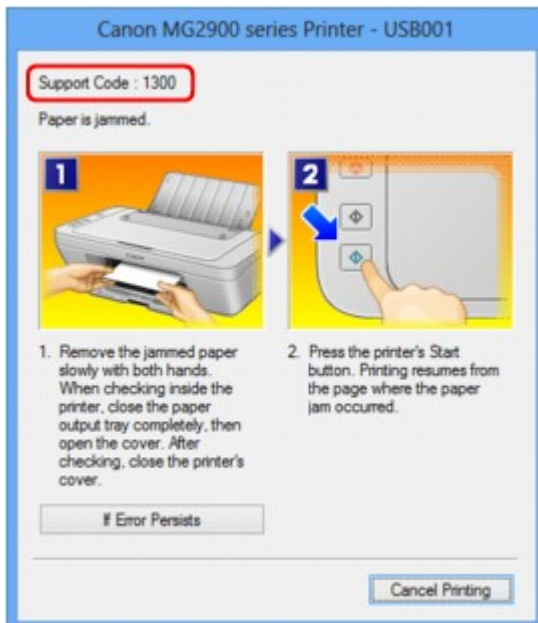 Canon MG2900 series Printer - USB001
Support Code : 1300
Paper is jammed.
1
2
1. Remove the jammed paper
slowly with both hands.
When checking inside the
printer, close the paper
output tray completely, then
open the cover. After
checking, close the printer's
cover.
2. Press the printer's Start
button. Printing resumes from
the page where the paper
jam occurred.
If Error Persists
Cancel Printing